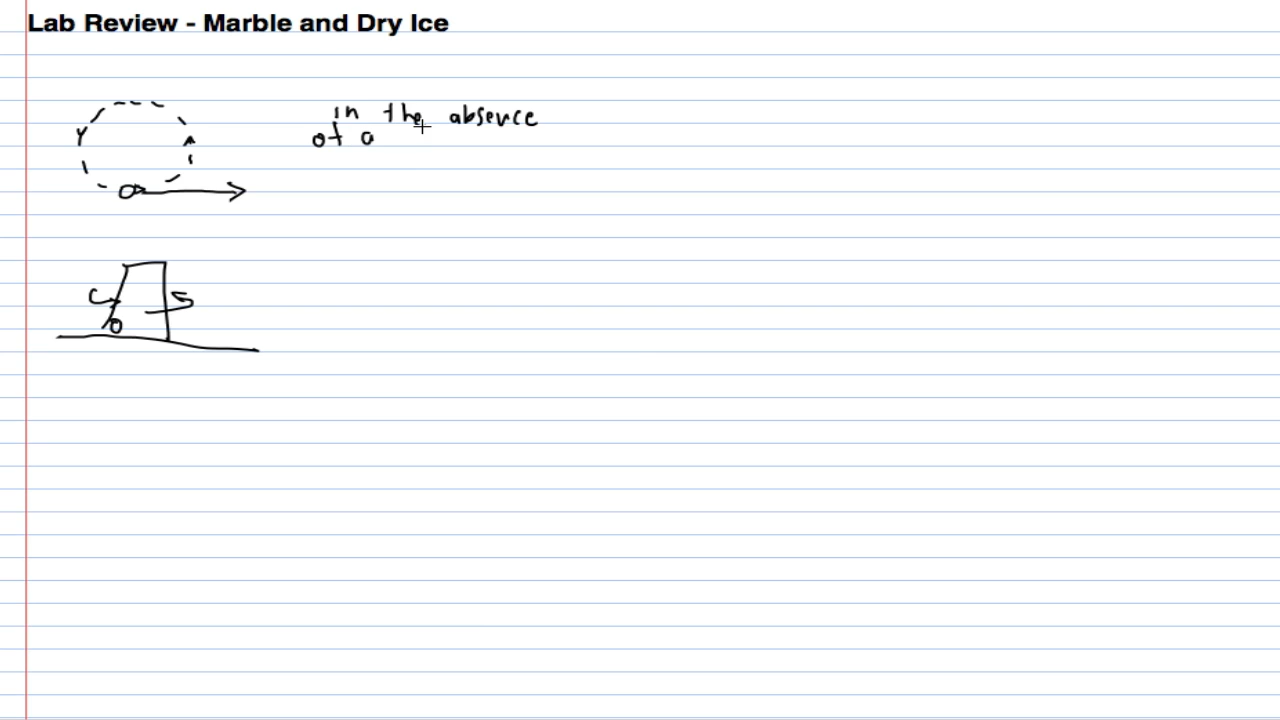 Lab Review - Marble and Dry Ice
in the absence
of a